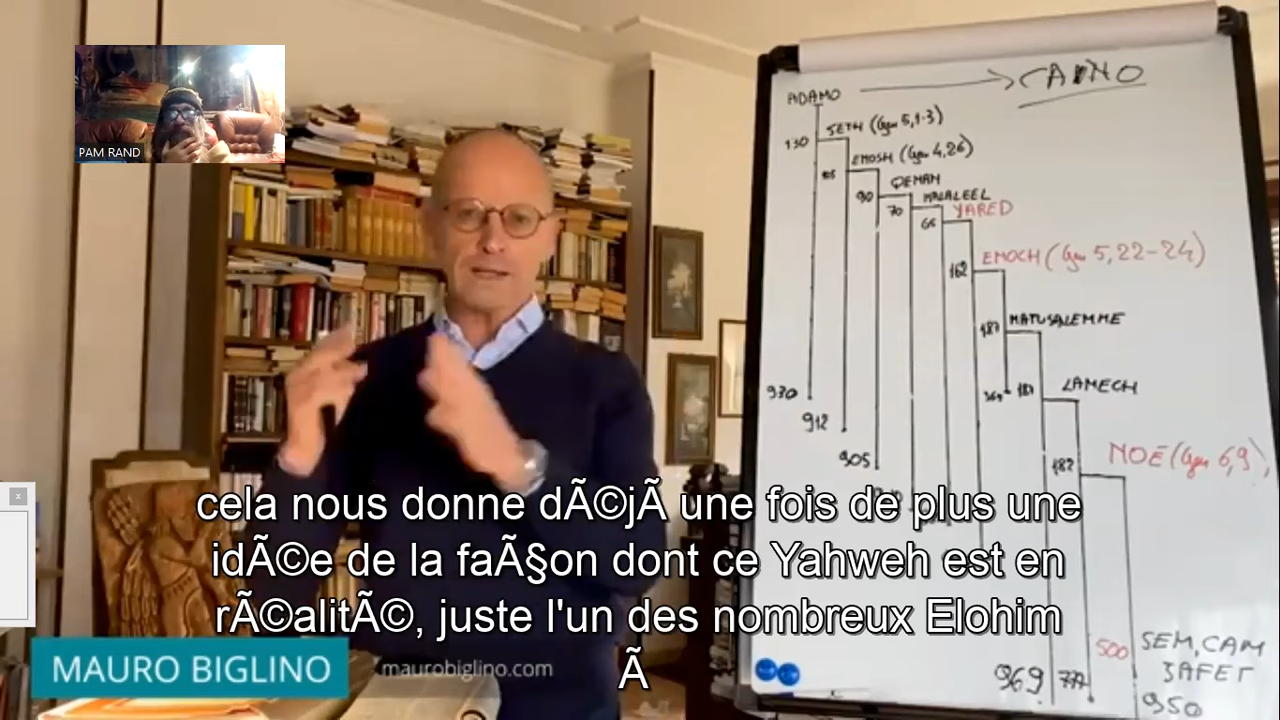 PAM RAND
ADAMO
CAINO
130
SETH (Gen 5,1-3)
ENOSH (Gen 4,26)
90
QENAN
70
MALALEEL
YARED
162
ENOCH (Gen 5,22-24)
187
MATUSALEMME
930
LAMECH
912
905
182
NOÈ (Gen 6,9),
cela nous donne dÃ©jÃ une fois de plus une
idÃ©e de la faÃ§on dont ce Yahweh est en
rÃ©alitÃ©, juste l'un des nombreux Elohim
Ã
500
SEM, CAM
JAFET
969
777
950
MAURO BIGLINO
maurobiglino.com